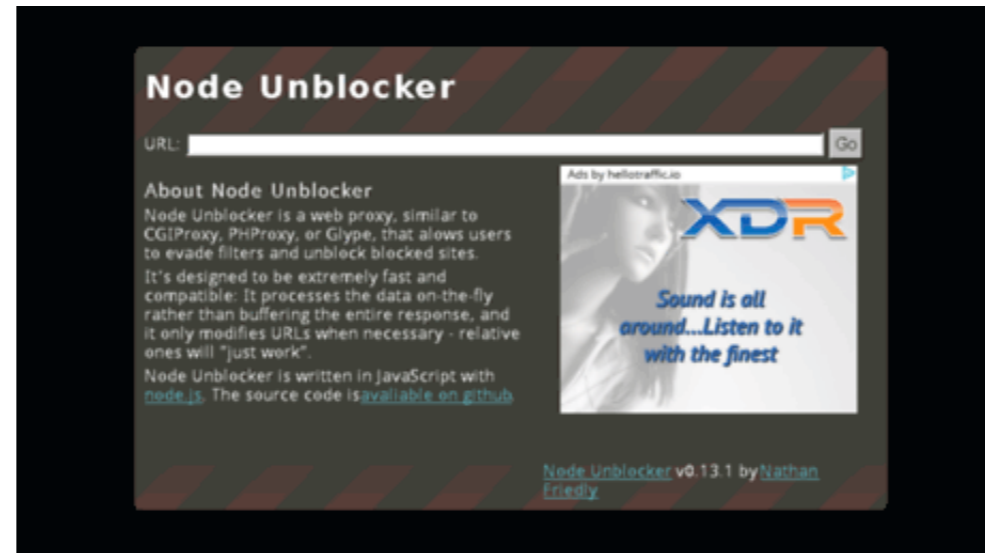 Node Unblocker
URL:
Go
About Node Unblocker
Node Unblocker is a web proxy, similar to
CGIProxy, PHProxy, or Glype, that alows users
to evade filters and unblock blocked sites.
It's designed to be extremely fast and
compatible: It processes the data on-the-fly
rather than buffering the entire response, and
it only modifies URLs when necessary - relative
ones will "just work".
Node Unblocker is written in JavaScript with
node.js. The source code is avaliable on github
Ads by hellotraffic.io
XDR
Sound is all
around...Listen to it
with the finest
Node Unblocker v0.13.1 by Nathan
Friedly